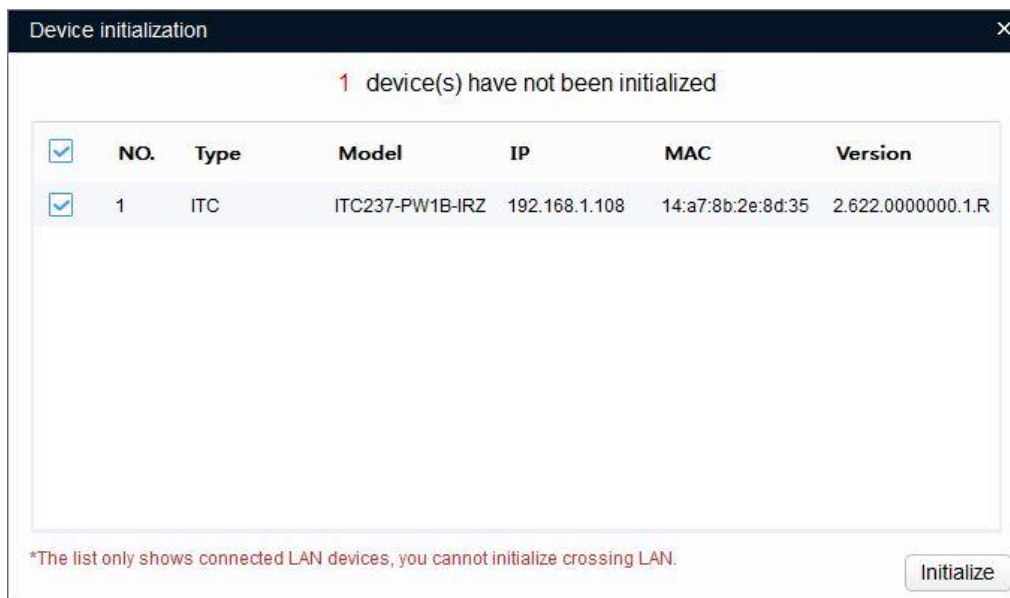 Device initialization
1 device(s) have not been initialized
NO. Type Model IP MAC Version
1 ITC ITC237-PW1B-IRZ 192.168.1.108 14:a7:8b:2e:8d:35 2.622.0000000.1.R
*The list only shows connected LAN devices, you cannot initialize crossing LAN.
Initialize